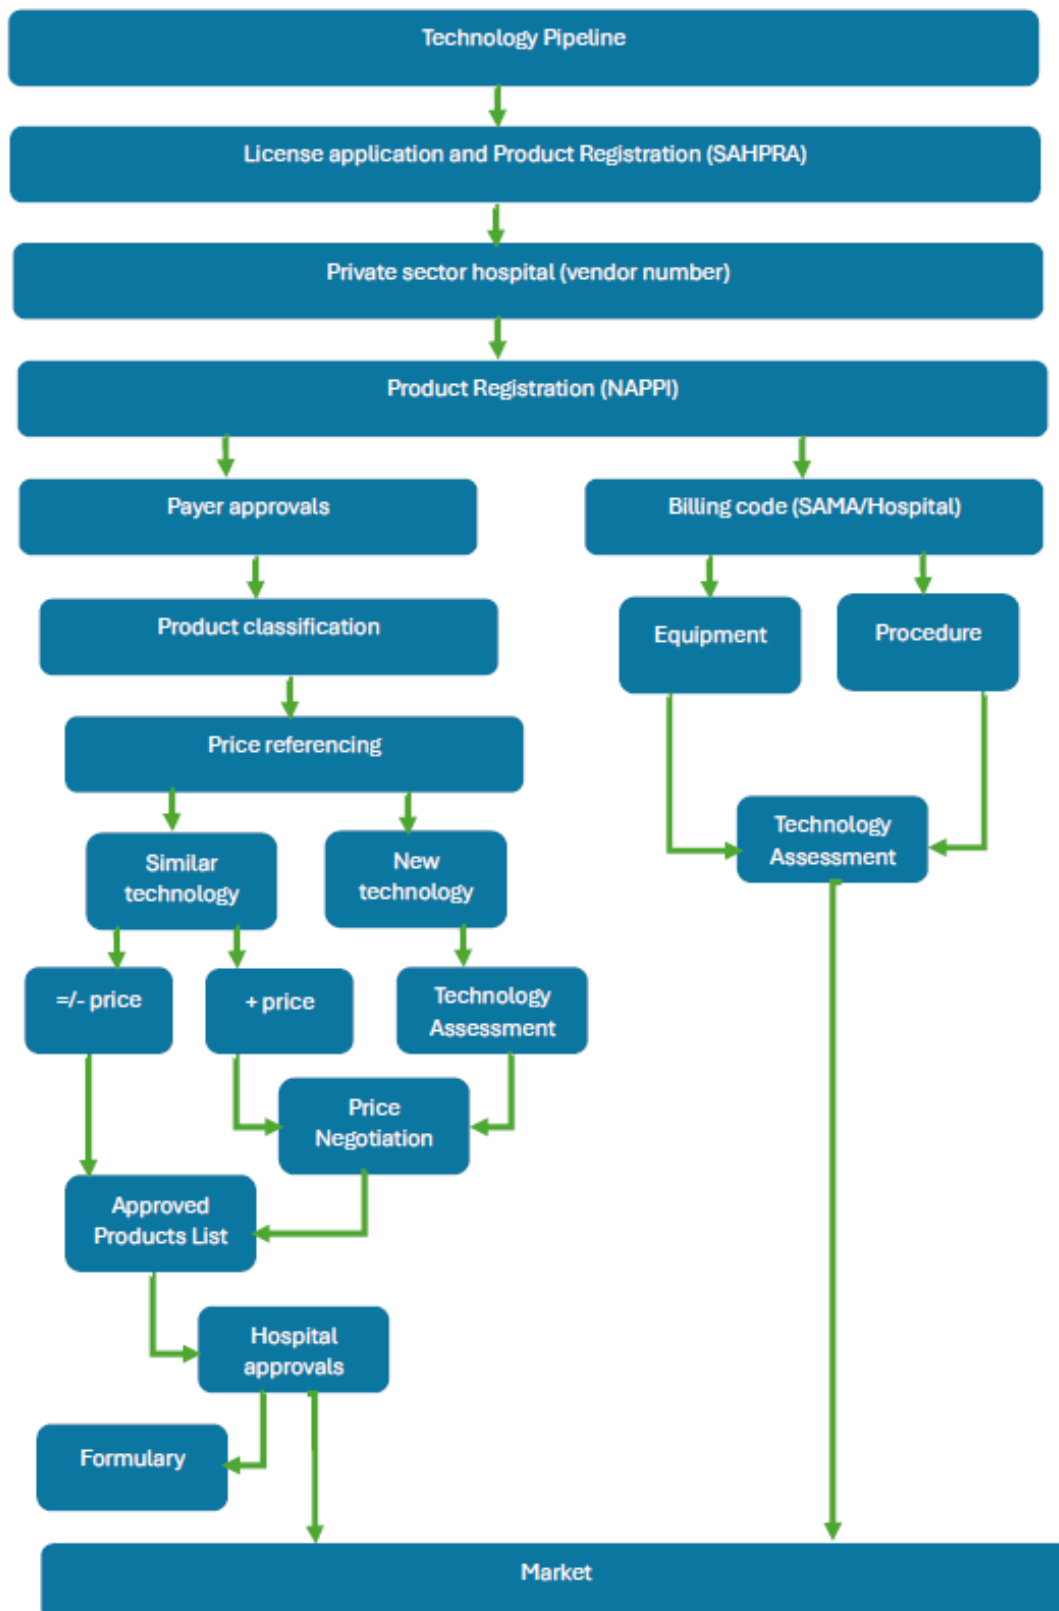 Technology Pipeline
License application and Product Registration (SAHPRA)
Private sector hospital (vendor number)
Product Registration (NAPPI)
Payer approvals
Billing code (SAMA/Hospital)
Product classification
Equipment
Procedure
Price referencing
Similar
technology
New
technology
Technology
Assessment
=/- price
+ price
Technology
Assessment
Price
Negotiation
Approved
Products List
Hospital
approvals
Formulary
Market